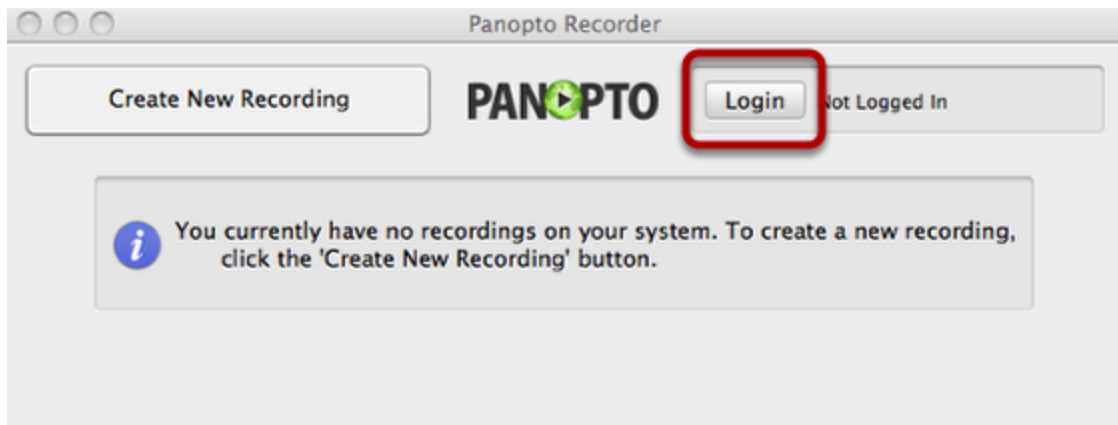 Panopto Recorder
Create New Recording
PANOPTO
Login
Not Logged In
You currently have no recordings on your system. To create a new recording,
click the 'Create New Recording' button.